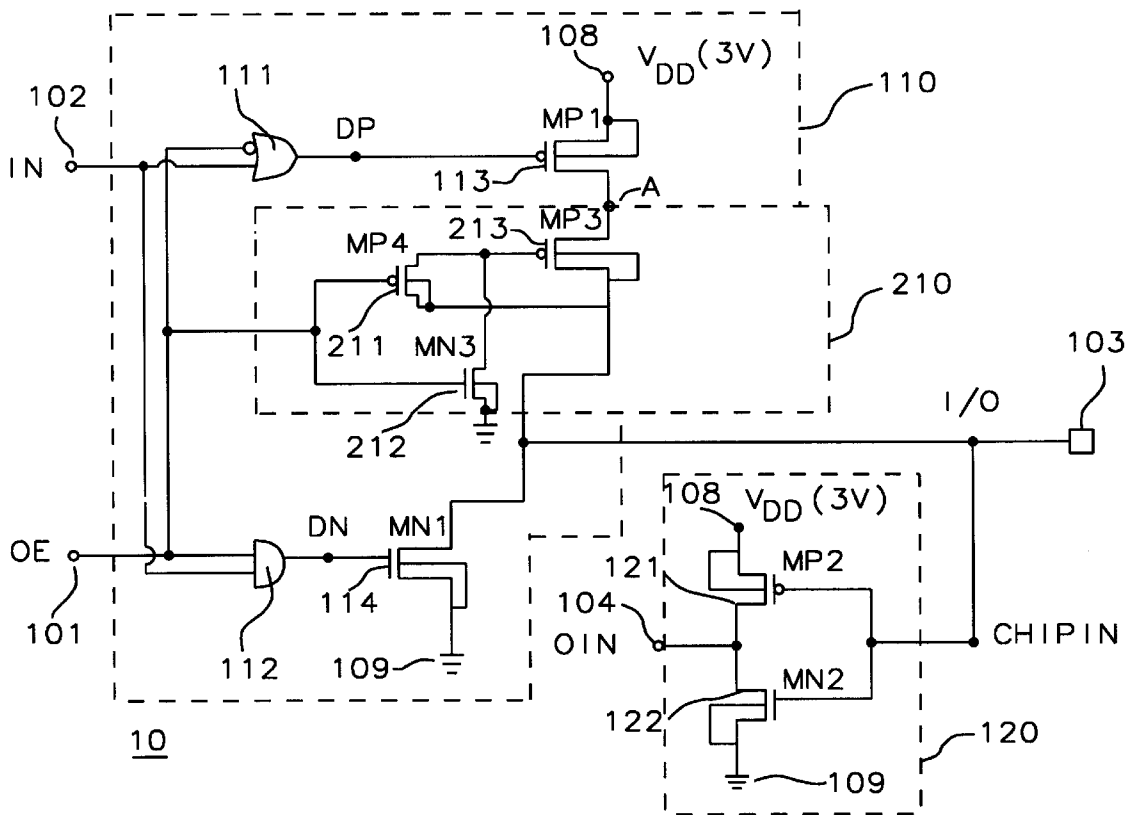 108
V_DD(3V)
111
110
102
DP
MP1
IN
113
A
213
MP3
MP4
210
211
MN3
103
I/O
212
108
V_DD(3V)
DN
MN1
OE
121
MP2
114
104
101
OIN
CHIPIN
112
109
MN2
122
10
120
109